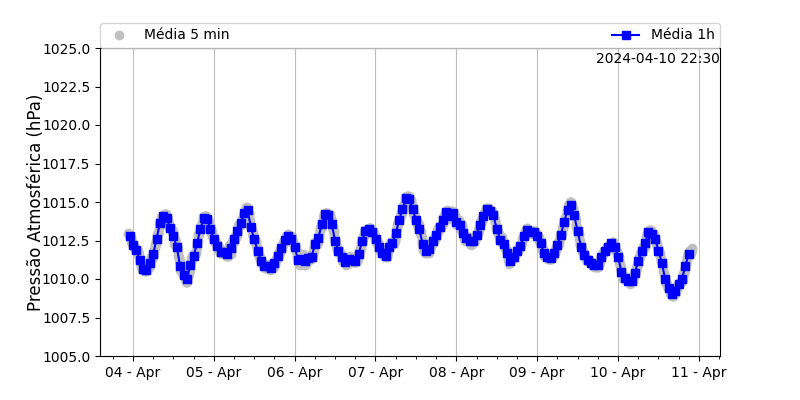 Média 5 min
Média 1h
2024-04-10 22:30
Pressão Atmosférica (hPa)
1025.0
1022.5
1020.0
1017.5
1015.0
1012.5
1010.0
1007.5
1005.0
04 - Apr
05 - Apr
06 - Apr
07 - Apr
08 - Apr
09 - Apr
10 - Apr
11 - Apr